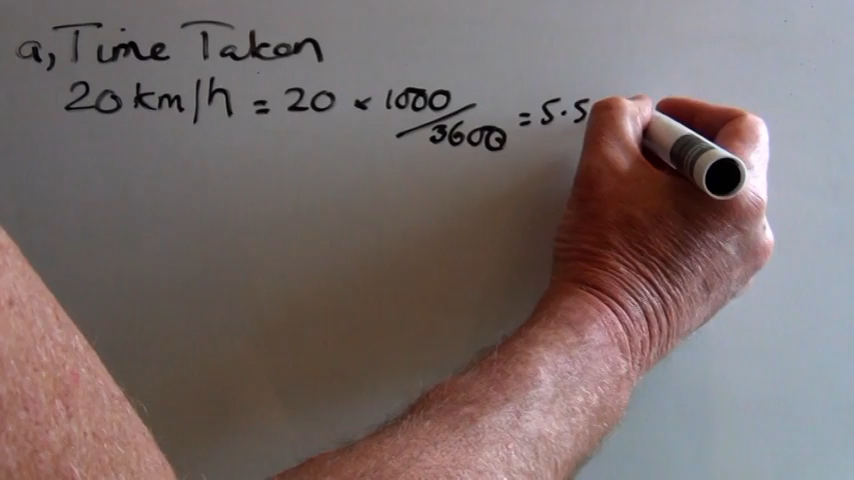 a, Time Taken
20 km/h = 20 × 1000/3600 = 5.5